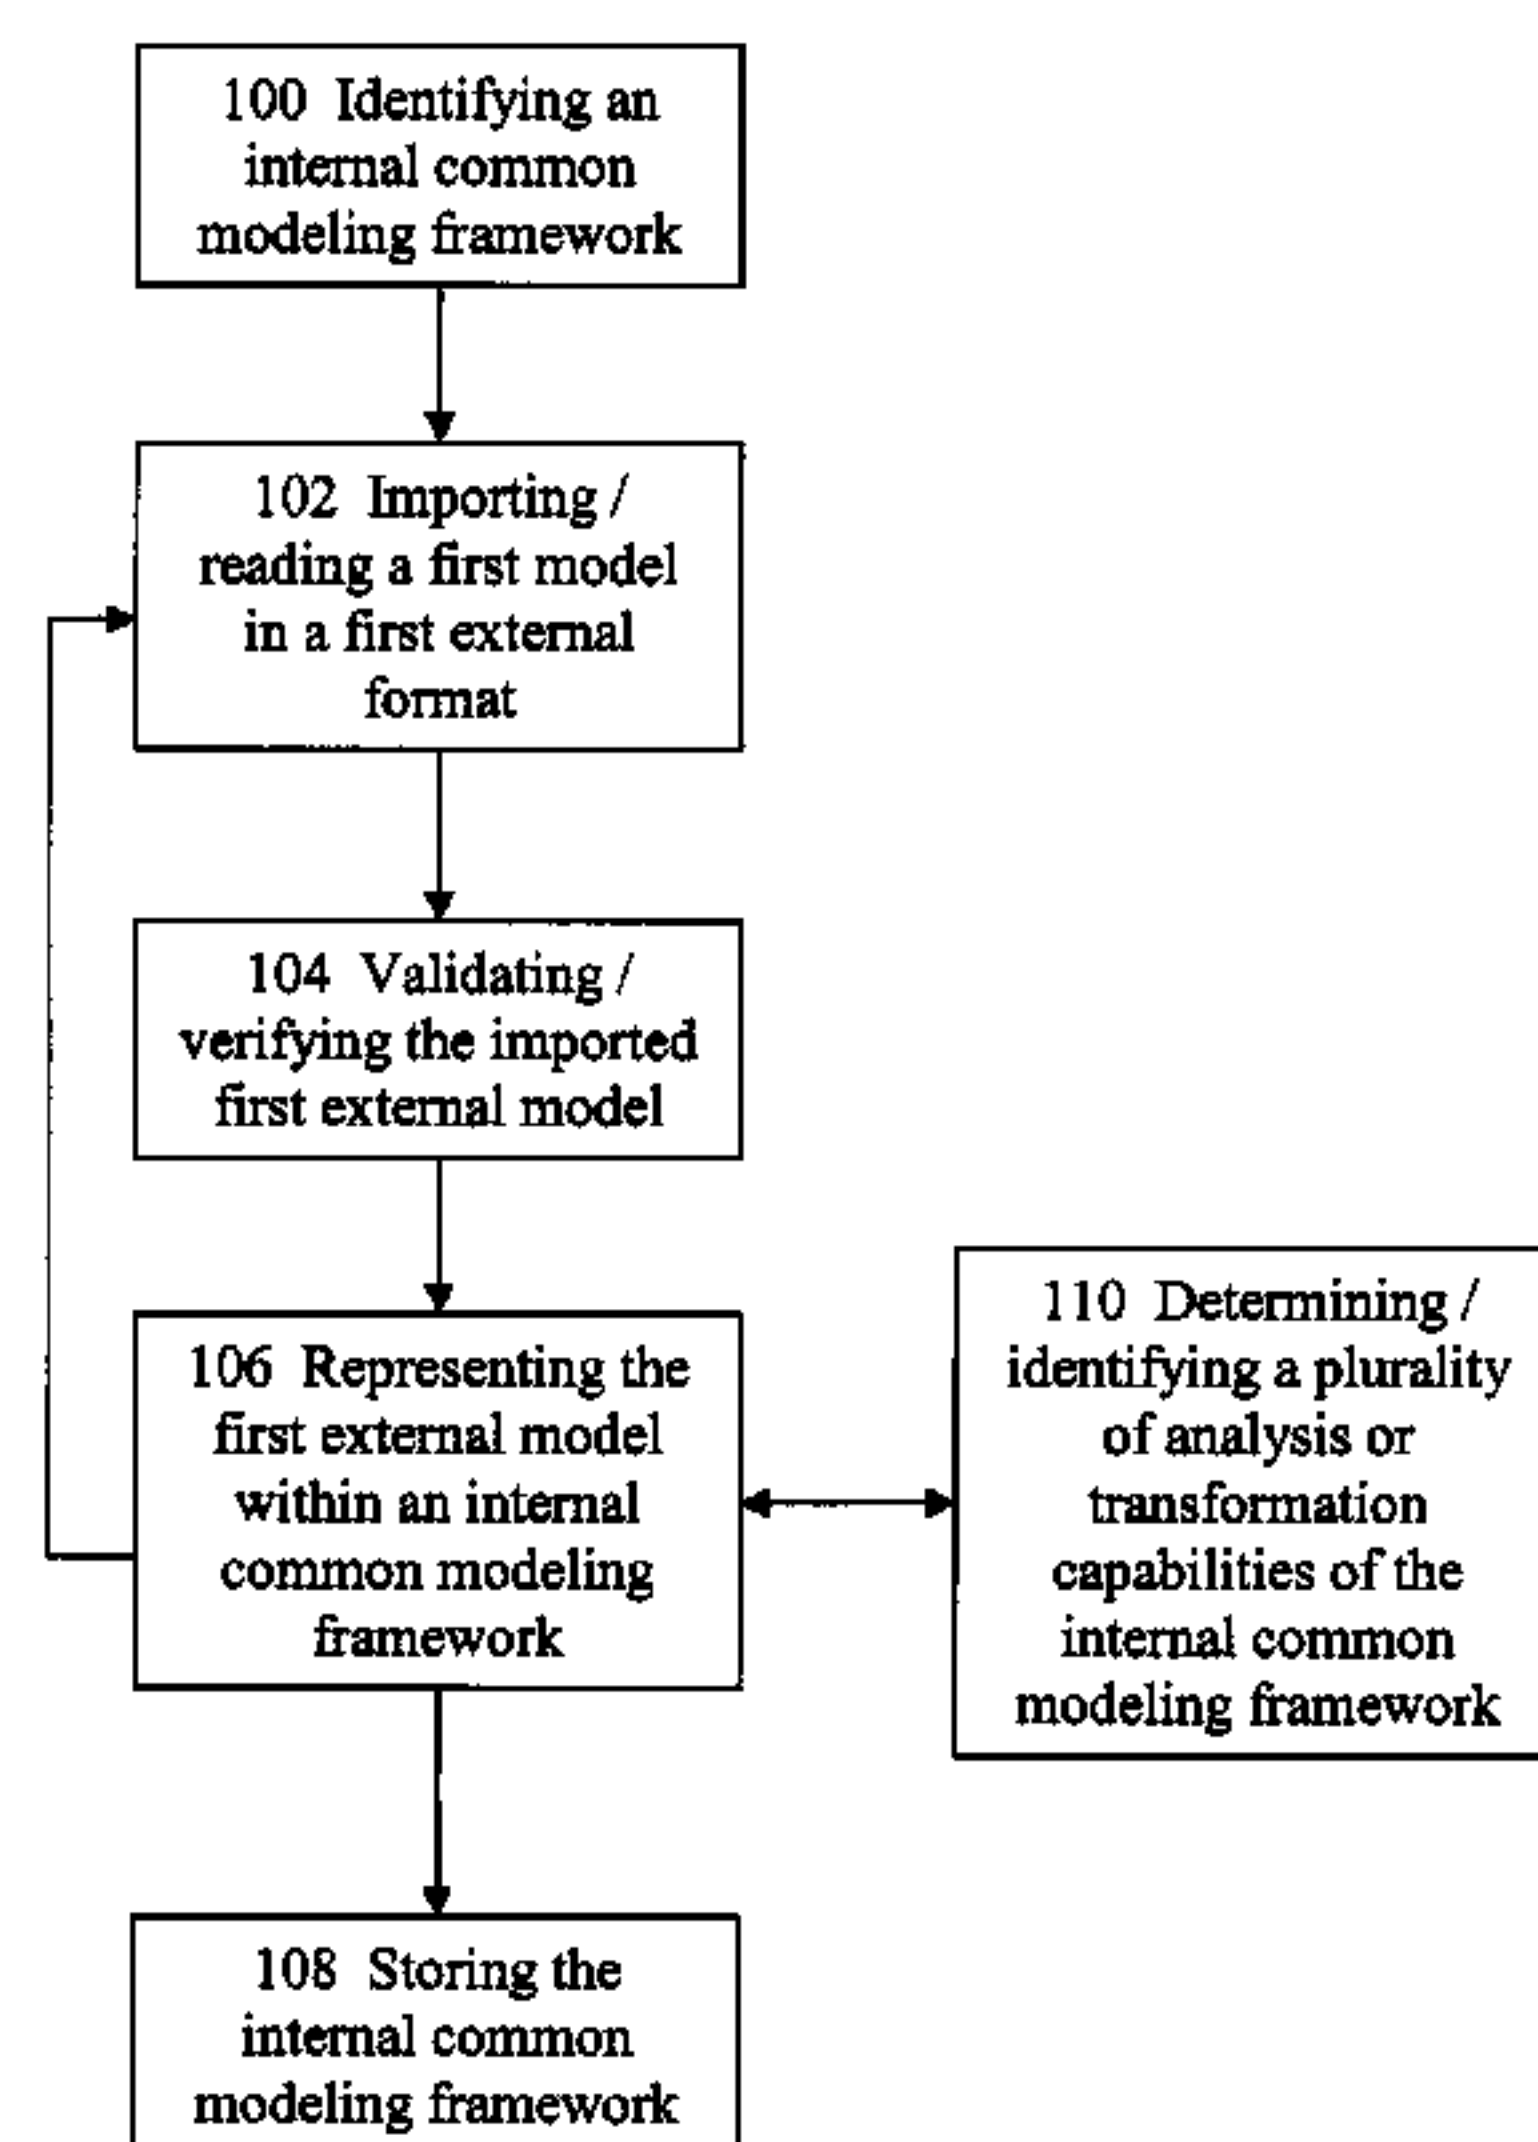 100 Identifying an
internal common
modeling framework
102 Importing /
reading a first model
in a first external
format
104 Validating /
verifying the imported
first external model
106 Representing the
first external model
within an internal
common modeling
framework
110 Determining /
identifying a plurality
of analysis or
transformation
capabilities of the
internal common
modeling framework
108 Storing the
internal common
modeling framework